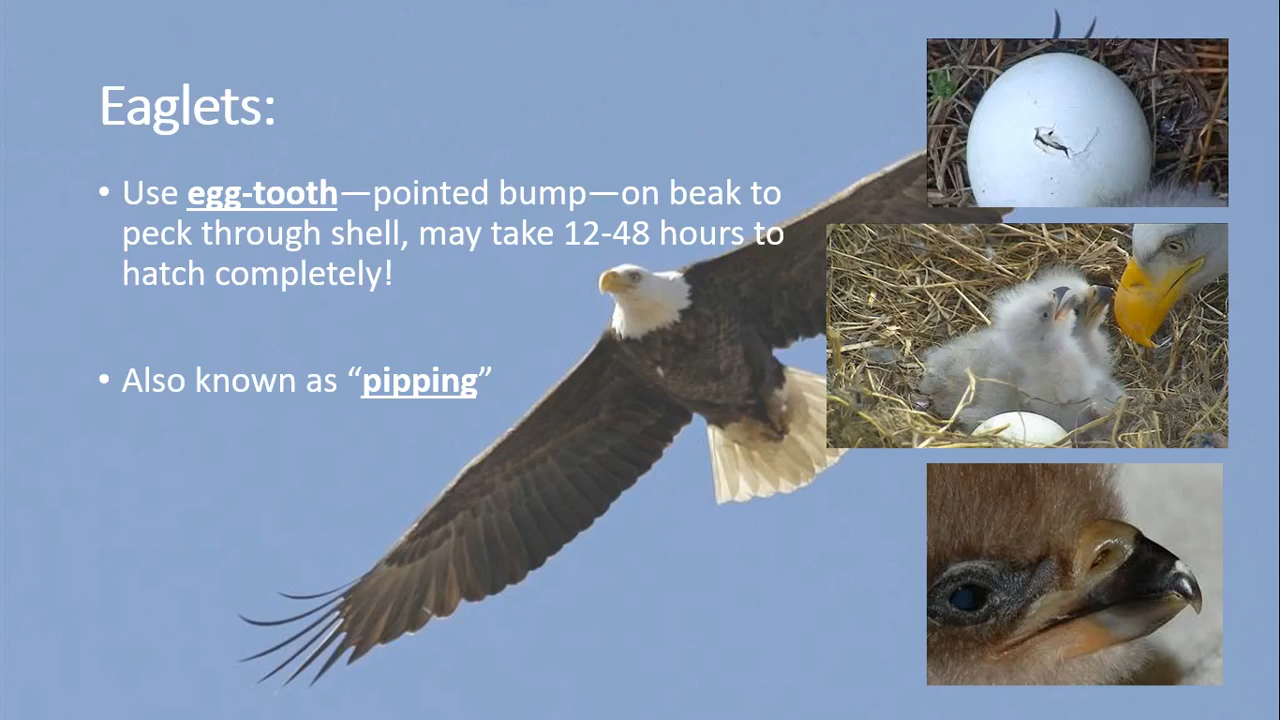 Eaglets:
• Use egg-tooth—pointed bump—on beak to
peck through shell, may take 12-48 hours to
hatch completely!
• Also known as “pipping”